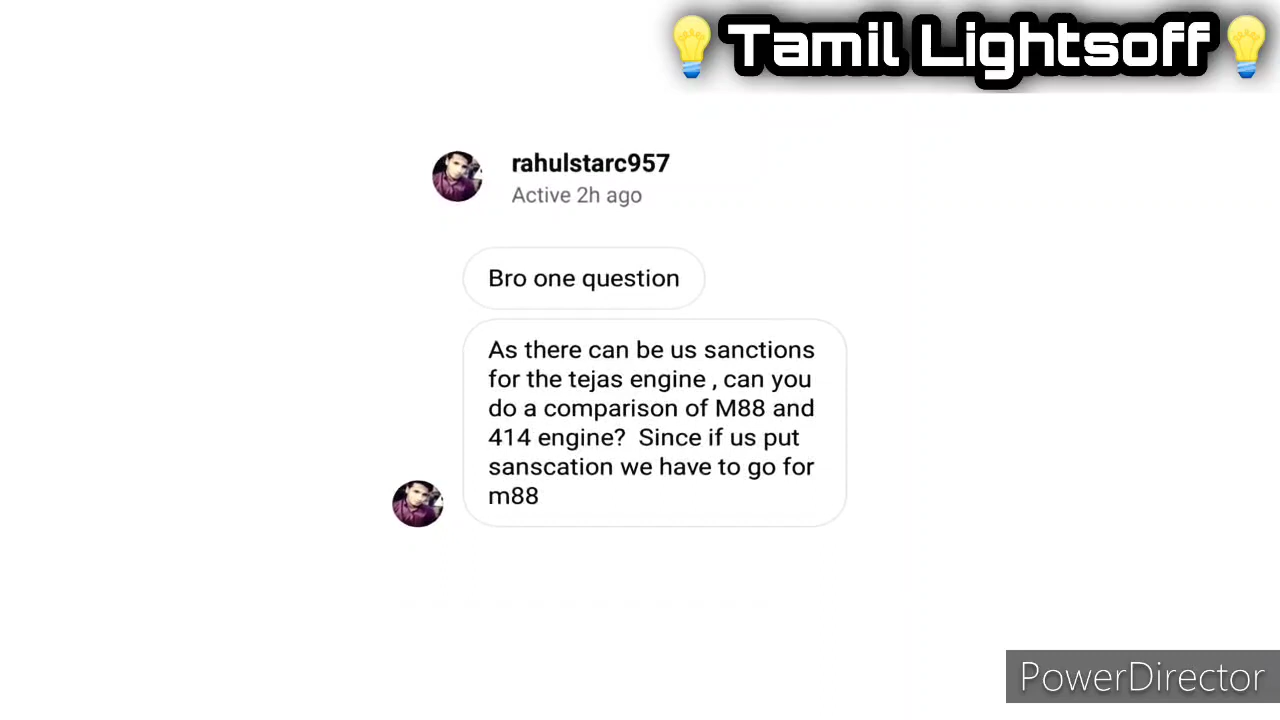 Tamil Lightsoff
rahulstarc957
Active 2h ago
Bro one question
As there can be us sanctions
for the tejas engine , can you
do a comparison of M88 and
414 engine? Since if us put
sanscation we have to go for
m88
PowerDirector